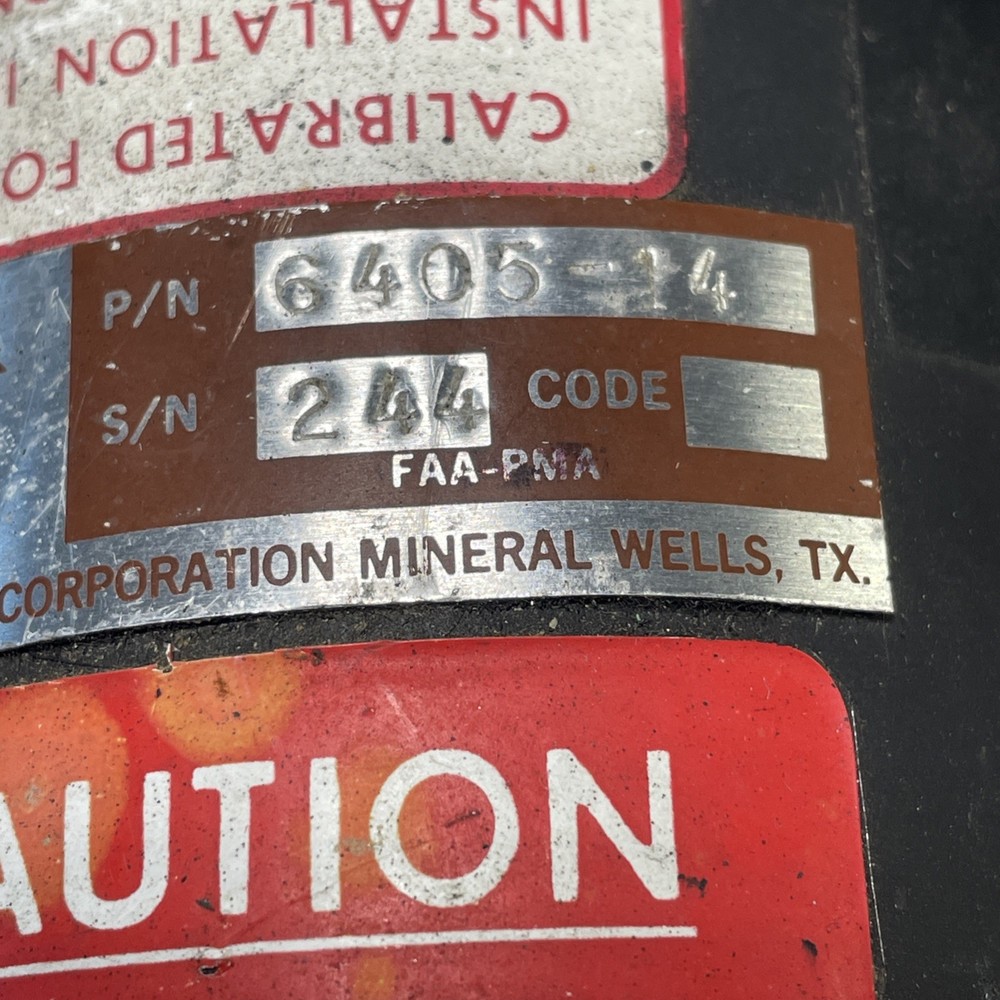 CALIBRATED FO
INSTALLATION
P/N 6405-14
S/N 244 CODE
FAA-PMA
CORPORATION MINERAL WELLS, TX.
AUTION